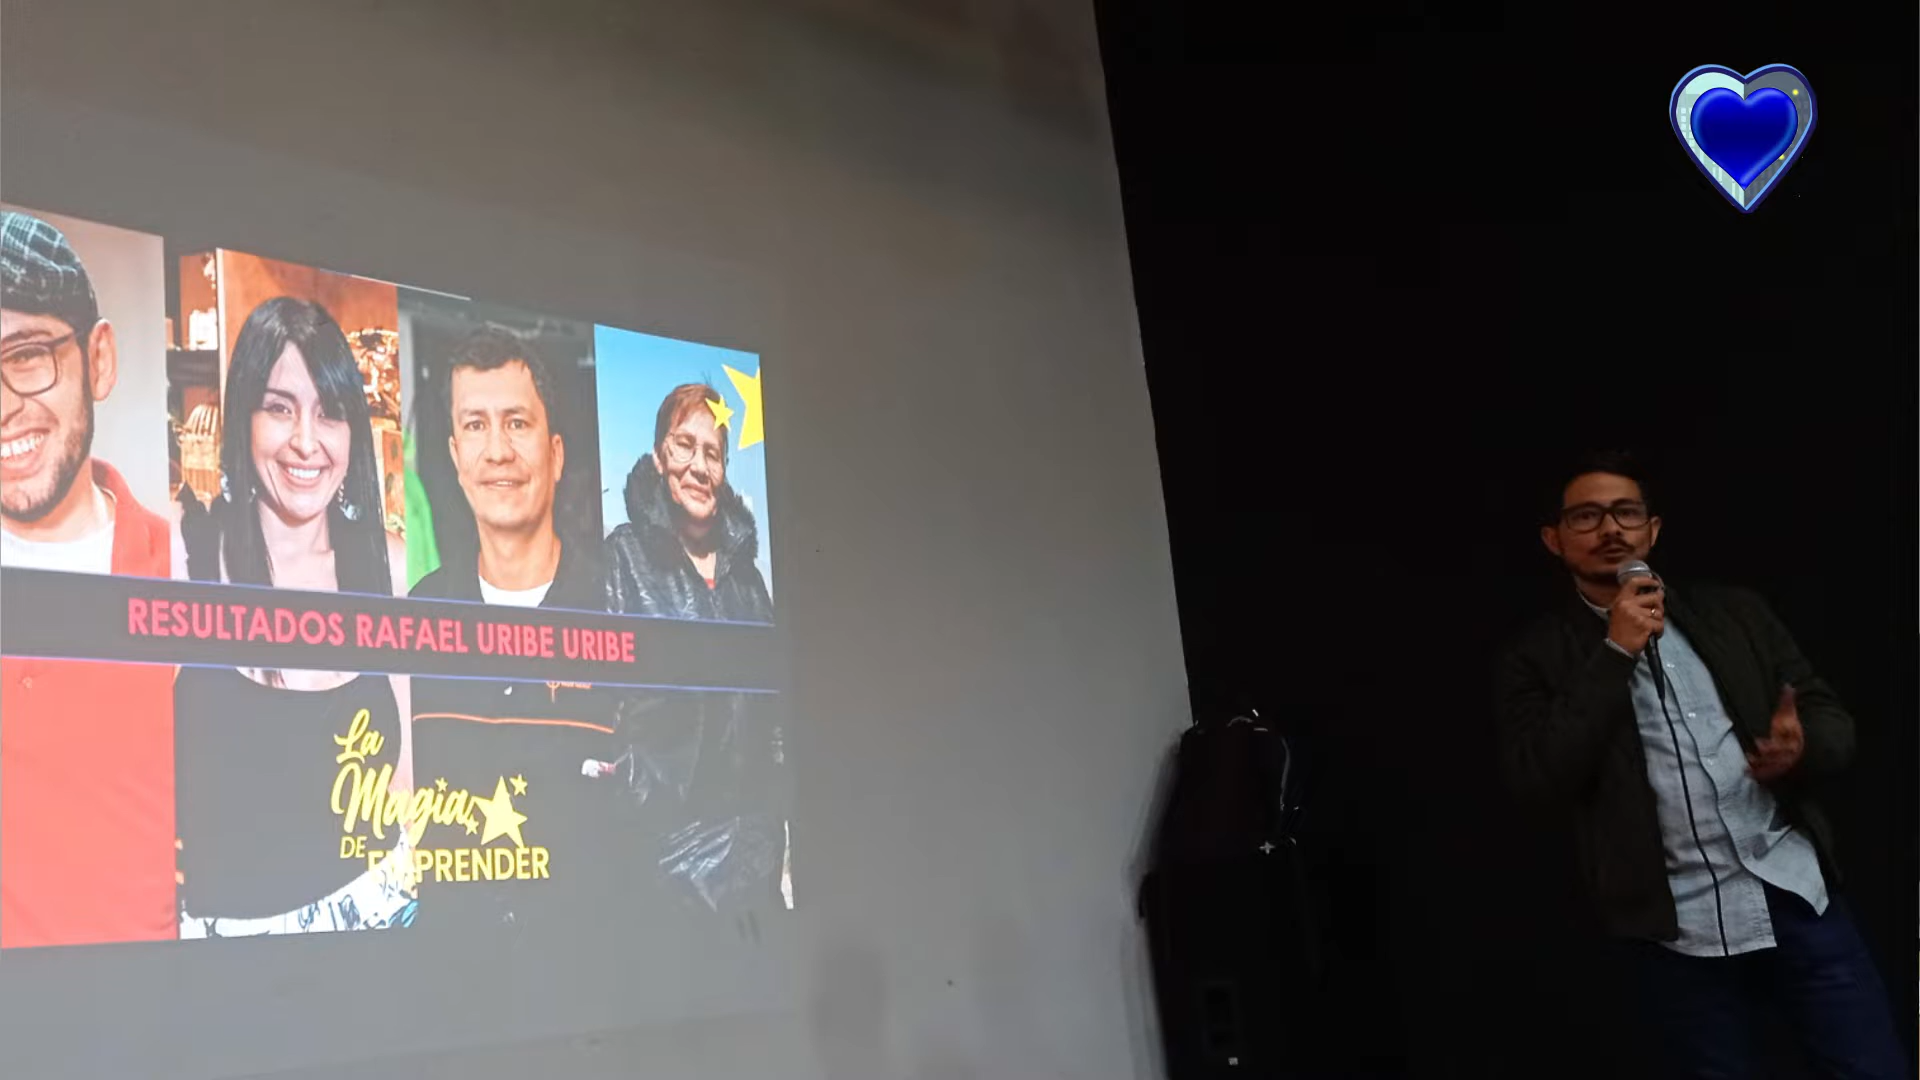 RESULTADOS RAFAEL URIBE URIBE
La
Magia
DE
EMPRENDER